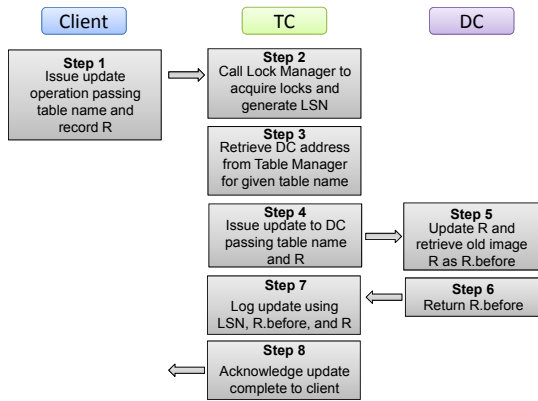 Client
TC
DC
Step 1
Issue update
operation passing
table name and
record R
Step 2
Call Lock Manager to
acquire locks and
generate LSN
Step 3
Retrieve DC address
from Table Manager
for given table name
Step 4
Issue update to DC
passing table name
and R
Step 5
Update R and
retrieve old image
R as R.before
Step 6
Return R.before
Step 7
Log update using
LSN, R.before, and R
Step 8
Acknowledge update
complete to client